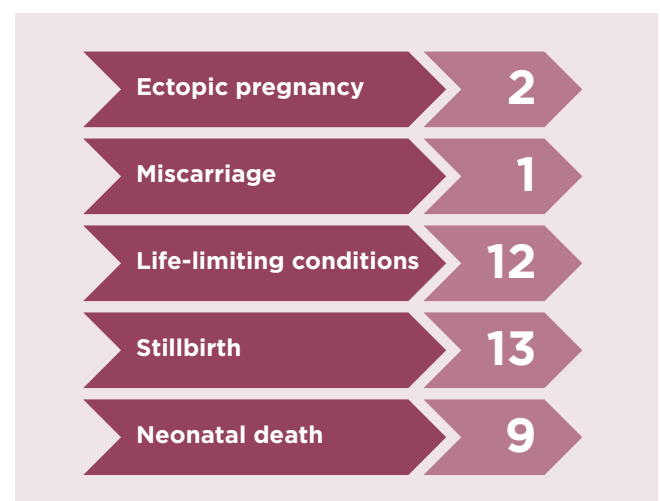 Ectopic pregnancy 2
Miscarriage 1
Life-limiting conditions 12
Stillbirth 13
Neonatal death 9